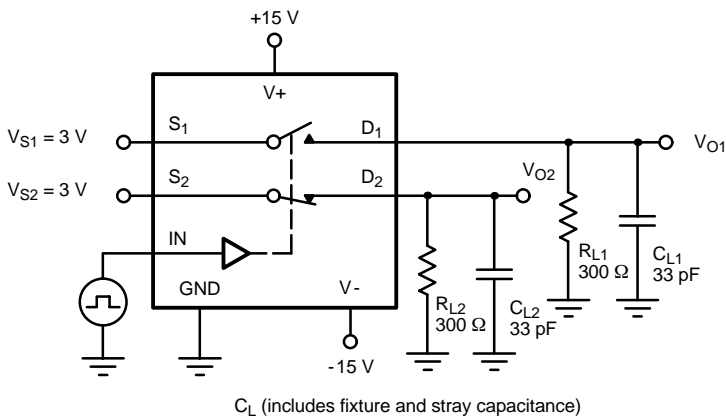 +15 V
V+
V_S1 = 3 V
S_1
D_1
V_O1
V_S2 = 3 V
S_2
D_2
V_O2
IN
R_L1
300 Ω
C_L1
33 pF
GND
V-
R_L2
300 Ω
C_L2
33 pF
-15 V
C_L (includes fixture and stray capacitance)